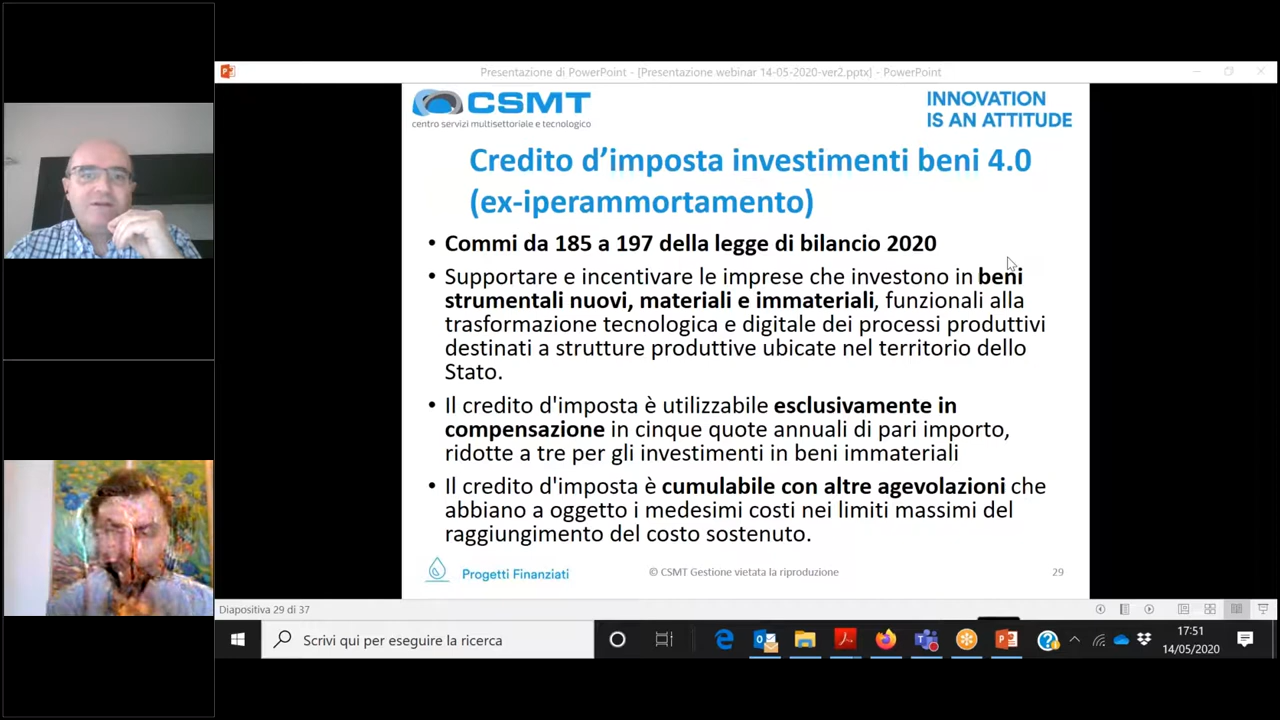 Presentazione di PowerPoint - [Presentazione webinar 14-05-2020-ver2.pptx] - PowerPoint
CSMT
centro servizi multisettoriale e tecnologico
INNOVATION
IS AN ATTITUDE
Credito d'imposta investimenti beni 4.0
(ex-iperammortamento)
• Commi da 185 a 197 della legge di bilancio 2020
• Supportare e incentivare le imprese che investono in beni
strumentali nuovi, materiali e immateriali, funzionali alla
trasformazione tecnologica e digitale dei processi produttivi
destinati a strutture produttive ubicate nel territorio dello
Stato.
• Il credito d'imposta è utilizzabile esclusivamente in
compensazione in cinque quote annuali di pari importo,
ridotte a tre per gli investimenti in beni immateriali
• Il credito d'imposta è cumulabile con altre agevolazioni che
abbiano a oggetto i medesimi costi nei limiti massimi del
raggiungimento del costo sostenuto.
Progetti Finanziati
© CSMT Gestione vietata la riproduzione
29
Diapositiva 29 di 37
Scrivi qui per eseguire la ricerca
17:51
14/05/2020